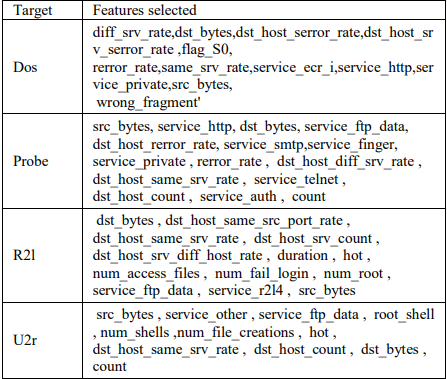 Target Features selected
Dos
diff_srv_rate,dst_bytes,dst_host_serror_rate,dst_host_sr
v_serror_rate ,flag_S0,
rerror_rate,same_srv_rate,service_ecr_i,service_http,ser
vice_private,src_bytes,
wrong_fragment'
Probe
src_bytes, service_http, dst_bytes, service_ftp_data,
dst_host_rerror_rate, service_smtp,service_finger,
service_private , rerror_rate , dst_host_diff_srv_rate ,
dst_host_same_srv_rate , service_telnet ,
dst_host_count , service_auth , count
R2l
dst_bytes , dst_host_same_src_port_rate ,
dst_host_same_srv_rate , dst_host_srv_count ,
dst_host_srv_diff_host_rate , duration , hot ,
num_access_files , num_fail_login , num_root ,
service_ftp_data , service_r2l4 , src_bytes
U2r
src_bytes , service_other , service_ftp_data , root_shell
, num_shells ,num_file_creations , hot ,
dst_host_same_srv_rate , dst_host_count , dst_bytes ,
count